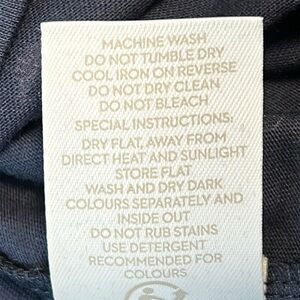 MACHINE WASH
DO NOT TUMBLE DRY
COOL IRON ON REVERSE
DO NOT DRY CLEAN
DO NOT BLEACH
SPECIAL INSTRUCTIONS:
DRY FLAT, AWAY FROM
DIRECT HEAT AND SUNLIGHT
STORE FLAT
WASH AND DRY DARK
COLOURS SEPARATELY AND
INSIDE OUT
DO NOT RUB STAINS
USE DETERGENT
RECOMMENDED FOR
COLOURS